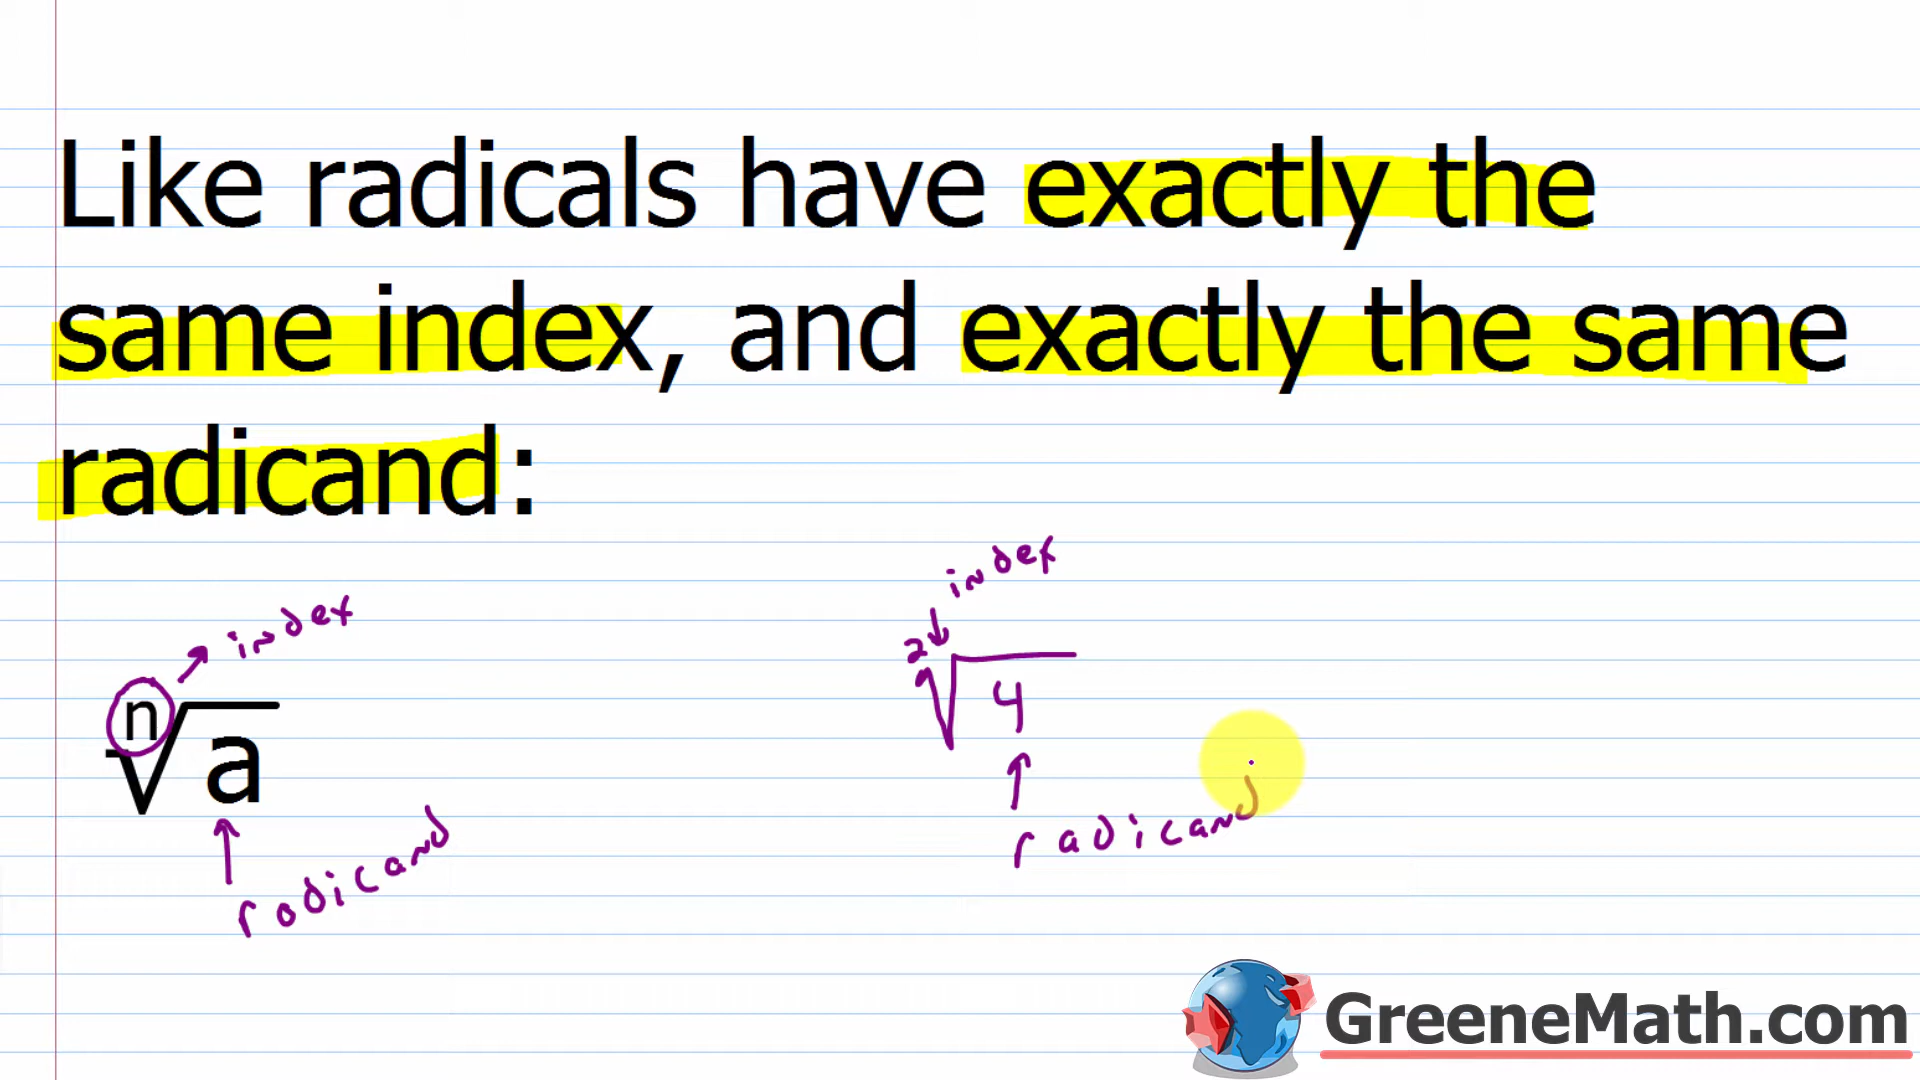 Like radicals have exactly the
same index, and exactly the same
radicand:
index
n√a
radicand
index
2√4
radicand
GreeneMath.com